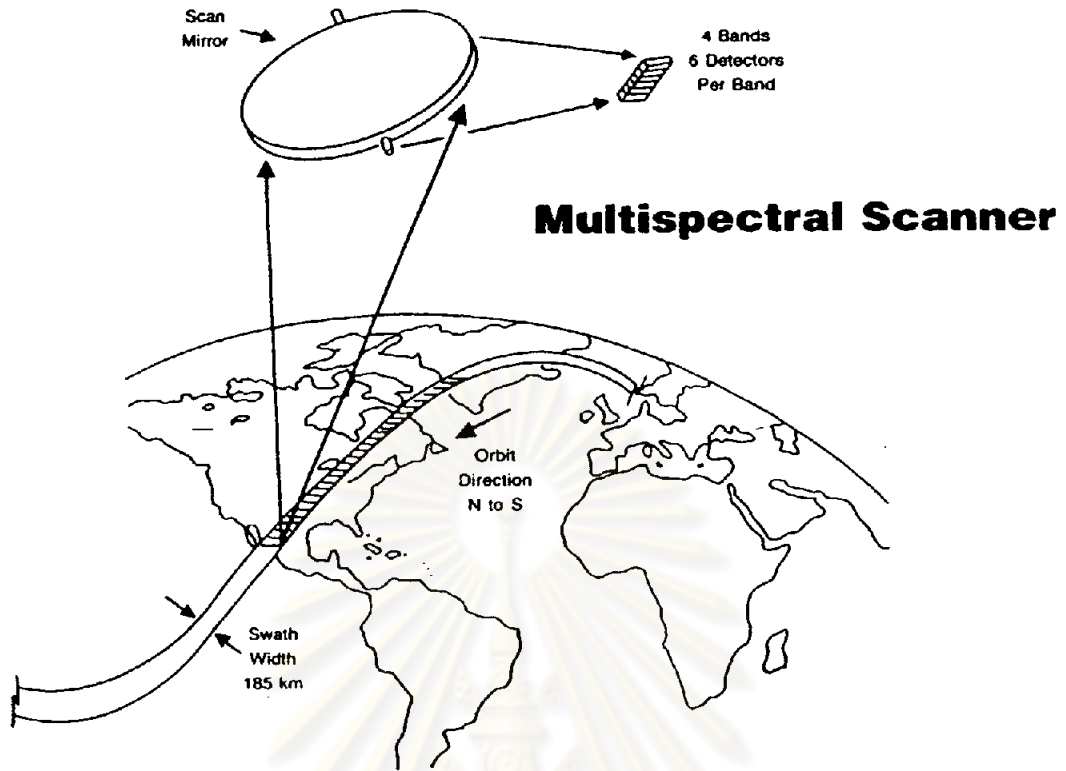 Scan
Mirror
4 Bands
6 Detectors
Per Band
Multispectral Scanner
Orbit
Direction
N to S
Swath
Width
185 km